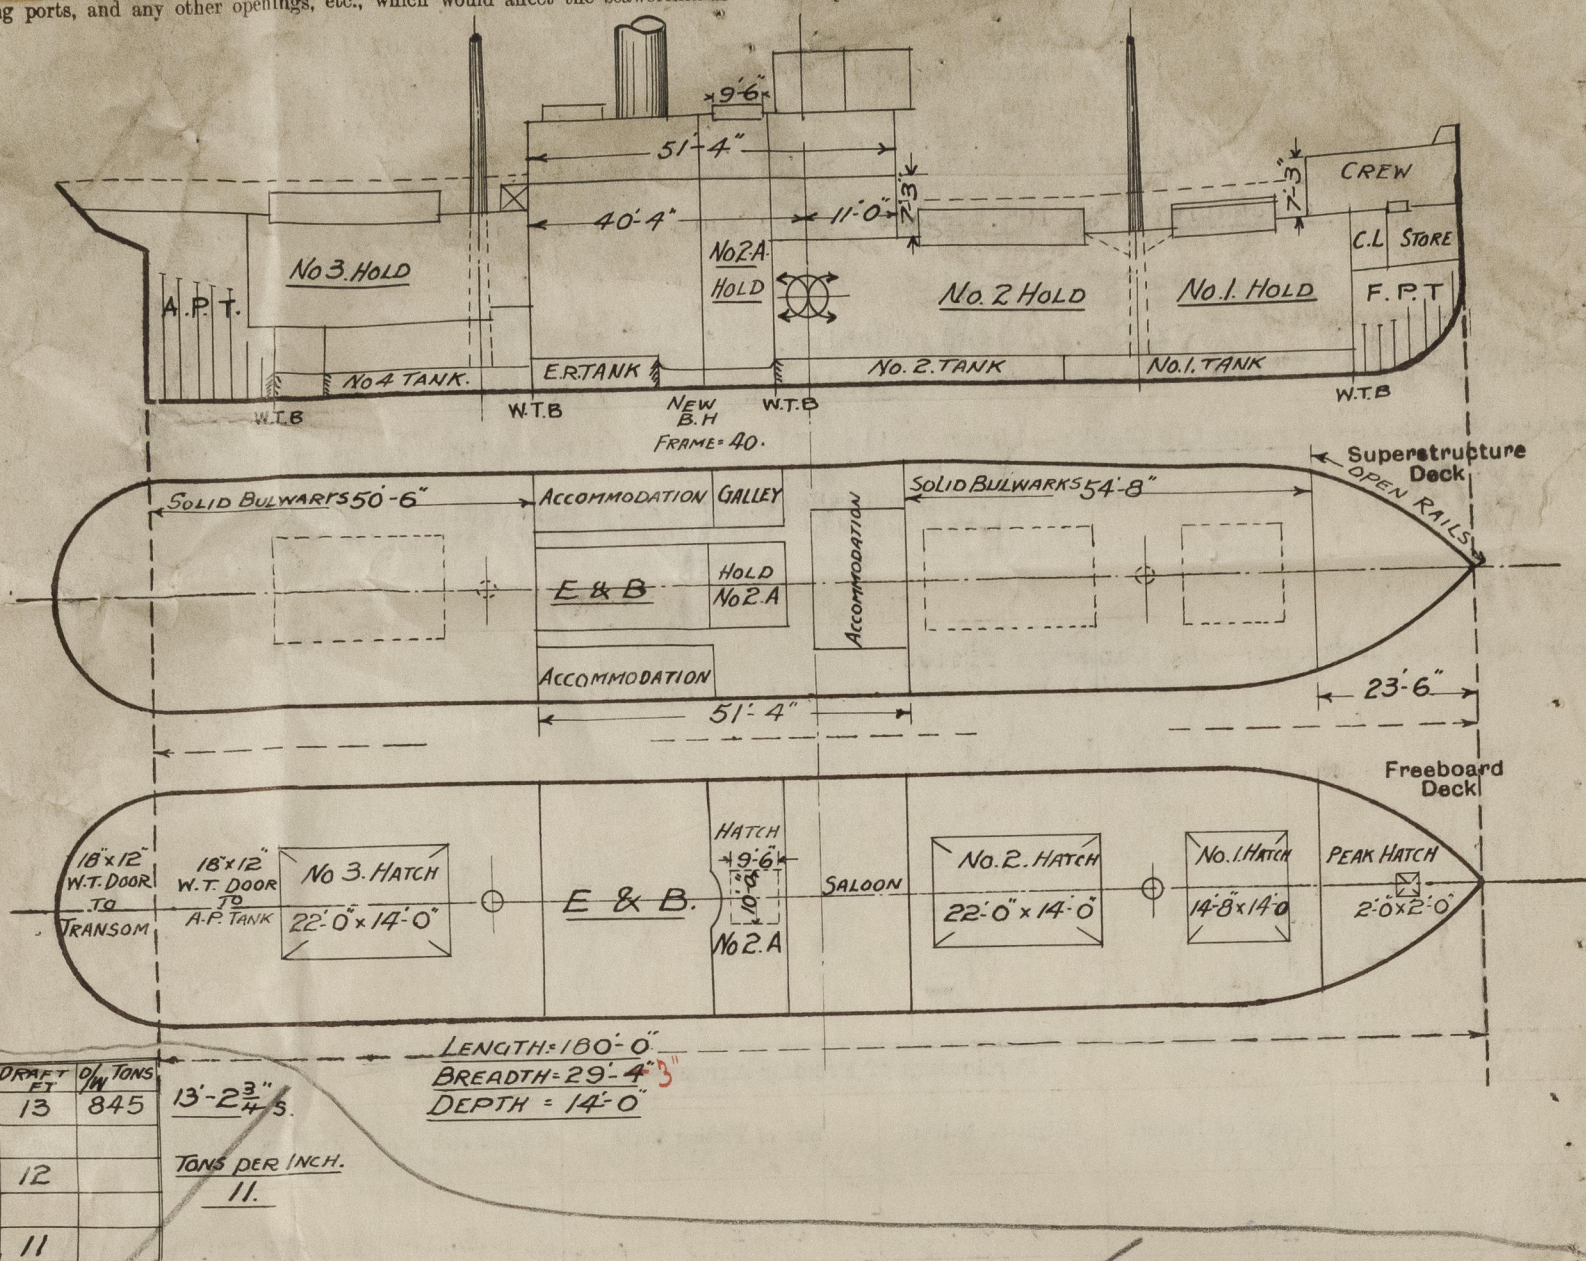 ng ports, and any other openings, etc., which would affect the
9'-6"
51'-4"
7'-3"
CREW
7'-3"
40'-4"
11'-0"
C.L STORE
No 3. HOLD
No 2.A.
HOLD
No. 2 HOLD
No. 1. HOLD
A.P.T.
F.P.T
No 4 TANK.
E.R.TANK
No. 2. TANK
No. 1. TANK
W.T.B
W.T.B
NEW
B.H
W.T.B
W.T.B
FRAME = 40.
Superstructure
Deck
OPEN RAILS
SOLID BULWARKS 50'-6"
ACCOMMODATION
GALLEY
ACCOMMODATION
SOLID BULWARKS 54'-8"
E & B
HOLD
No 2.A
ACCOMMODATION
23'-6"
51'-4"
Freeboard
Deck
18"x12"
W.T. DOOR
TO
TRANSOM
18"x12"
W.T. DOOR
TO
A.P. TANK
No 3. HATCH
22'-0" x 14'-0"
E & B.
HATCH
9'-6"
10'-0"
No 2.A
SALOON
No. 2. HATCH
22'-0" x 14'-0"
No. 1. HATCH
14'-8 x 14'-0
PEAK HATCH
2'-0 x 2'-0"
LENGTH = 180'-0"
BREADTH = 29'-4" 3"
DEPTH = 14'-0"
DRAFT
FT
D/W TONS
13 845
12
11
13'-2 3/4" S.
TONS PER INCH.
11.